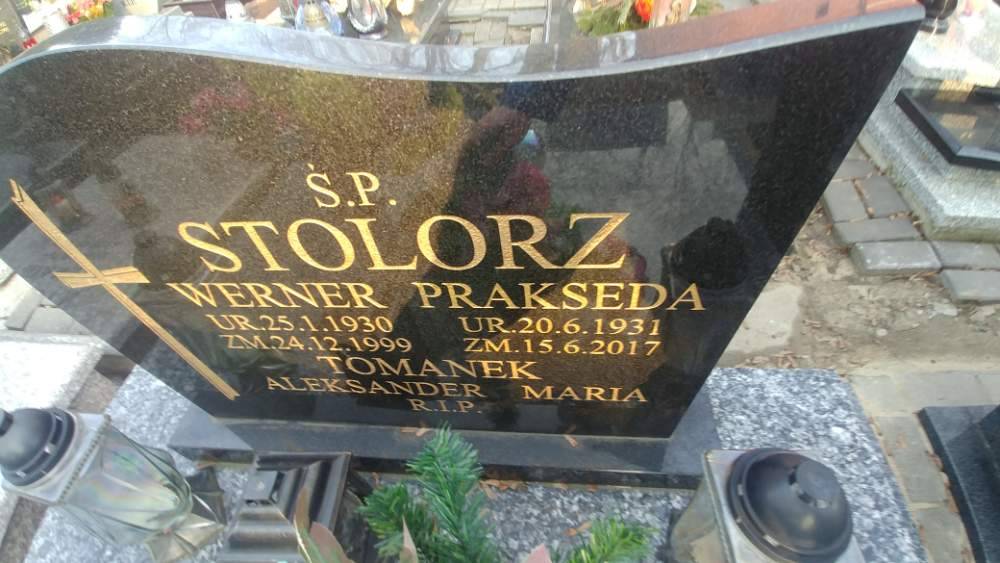 Ś.P.
STOLORZ
WERNER PRAKSEDA
UR.25.1.1930 UR.20.6.1931
ZM.24.12.1999 ZM.15.6.2017
TOMANEK
ALEKSANDER MARIA
R.I.P.